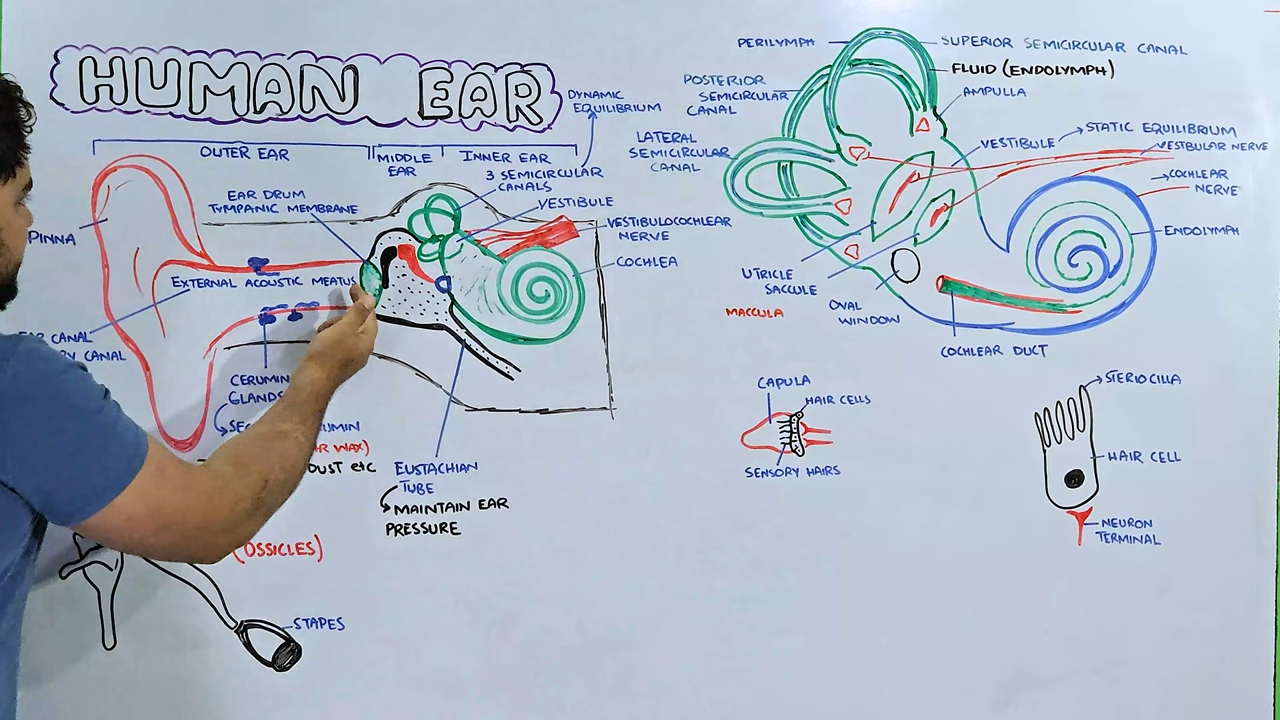 HUMAN EAR
OUTER EAR
MIDDLE
EAR
INNER EAR
DYNAMIC
EQUILIBRIUM
3 SEMICIRCULAR
CANALS
EAR DRUM
TYMPANIC MEMBRANE
VESTIBULE
VESTIBULOCOCHLEAR
NERVE
COCHLEA
PINNA
EXTERNAL ACOUSTIC MEATUS
CANAL
CANAL
CERUMIN
GLANDS
DUST etc
EUSTACHIAN
TUBE
MAINTAIN EAR
PRESSURE
(OSSICLES)
STAPES
PERILYMPH
SUPERIOR SEMICIRCULAR CANAL
FLUID (ENDOLYMPH)
AMPULLA
POSTERIOR
SEMICIRCULAR
CANAL
LATERAL
SEMICIRCULAR
CANAL
VESTIBULE
STATIC EQUILIBRIUM
VESTBULAR NERVE
COCHLEAR
NERVE
ENDOLYMPH
UTRICLE
SACCULE
MACCULA
OVAL
WINDOW
COCHLEAR DUCT
CAPULA
HAIR CELLS
SENSORY HAIRS
STERIOCILLA
HAIR CELL
NEURON
TERMINAL